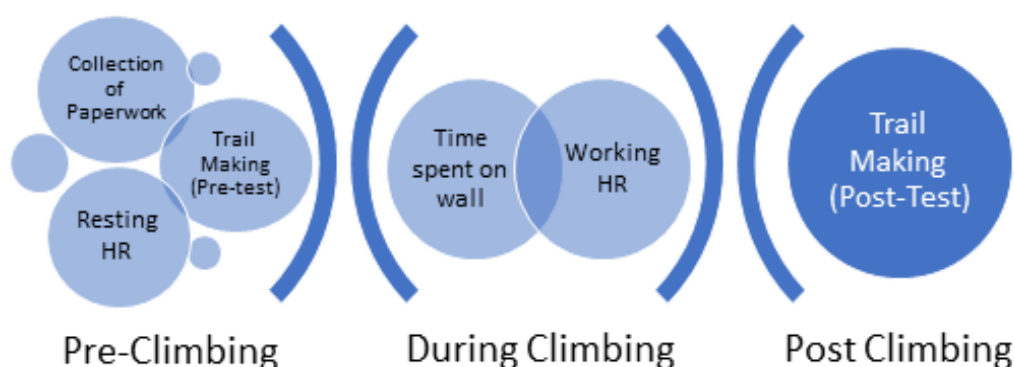 Collection
of
Paperwork
Trail
Making
(Pre-test)
Resting
HR
Pre-Climbing
Time
spent on
wall
Working
HR
During Climbing
Trail
Making
(Post-Test)
Post Climbing